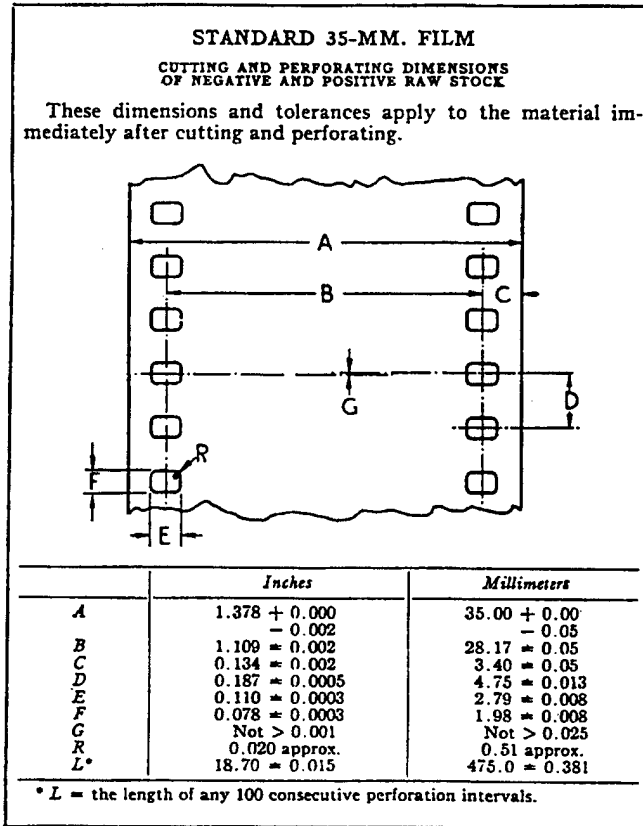 STANDARD 35-MM. FILM
CUTTING AND PERFORATING DIMENSIONS
OF NEGATIVE AND POSITIVE RAW STOCK
These dimensions and tolerances apply to the material im-
mediately after cutting and perforating.
A
B
C
G
D
R
F
E
Inches Millimeters
A 1.378 + 0.000 35.00 + 0.00
- 0.002 - 0.05
B 1.109 ± 0.002 28.17 ± 0.05
C 0.134 ± 0.002 3.40 ± 0.05
D 0.187 ± 0.0005 4.75 ± 0.013
E 0.110 ± 0.0003 2.79 ± 0.008
F 0.078 ± 0.0003 1.98 ± 0.008
G Not > 0.001 Not > 0.025
R 0.020 approx. 0.51 approx.
L* 18.70 ± 0.015 475.0 ± 0.381
* L = the length of any 100 consecutive perforation intervals.